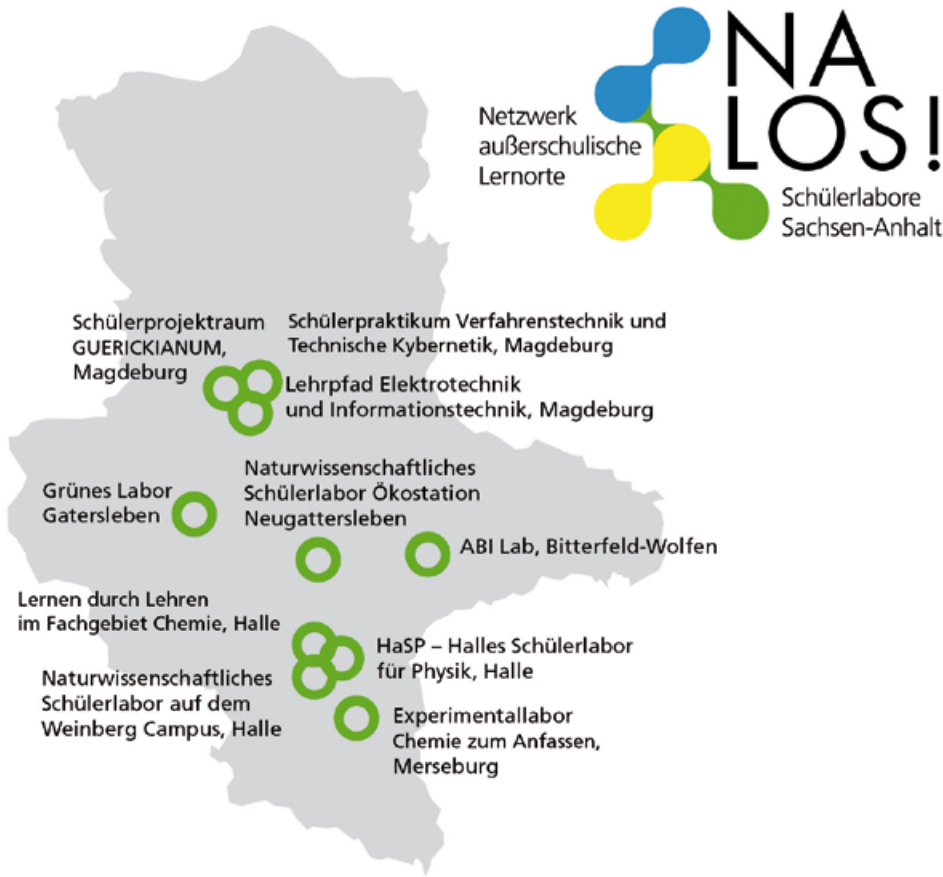 NA
LOS!
Netzwerk
außerschulische
Lernorte
Schülerlabore
Sachsen-Anhalt
Schülerprojektraum
GUERICKIANUM,
Magdeburg
Schülerpraktikum Verfahrenstechnik und
Technische Kybernetik, Magdeburg
Lehrpfad Elektrotechnik
und Informationstechnik, Magdeburg
Naturwissenschaftliches
Schülerlabor Ökostation
Neugattersleben
Grünes Labor
Gatersleben
ABI Lab, Bitterfeld-Wolfen
Lernen durch Lehren
im Fachgebiet Chemie, Halle
HaSP – Halles Schülerlabor
für Physik, Halle
Naturwissenschaftliches
Schülerlabor auf dem
Weinberg Campus, Halle
Experimentallabor
Chemie zum Anfassen,
Merseburg